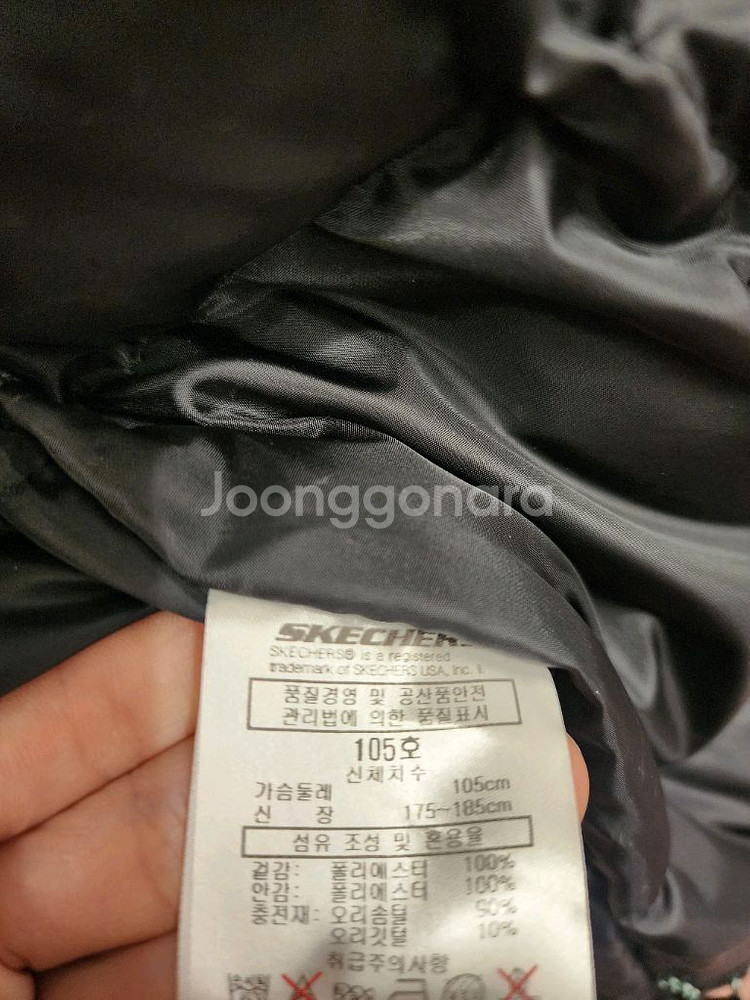 Joonggonara
SKECHERS
SKECHERS® is a registered
trademark of SKECHERS USA, Inc. I.
품질경영 및 공산품안전
관리법에 의한 품질표시
105호
신체치수
가슴둘레 105cm
신 장 175~185cm
섬유 조성 및 혼용율
겉감: 폴리에스터 100%
안감: 폴리에스터 100%
충전재: 오리솜털 90%
오리깃털 10%
취급주의사항